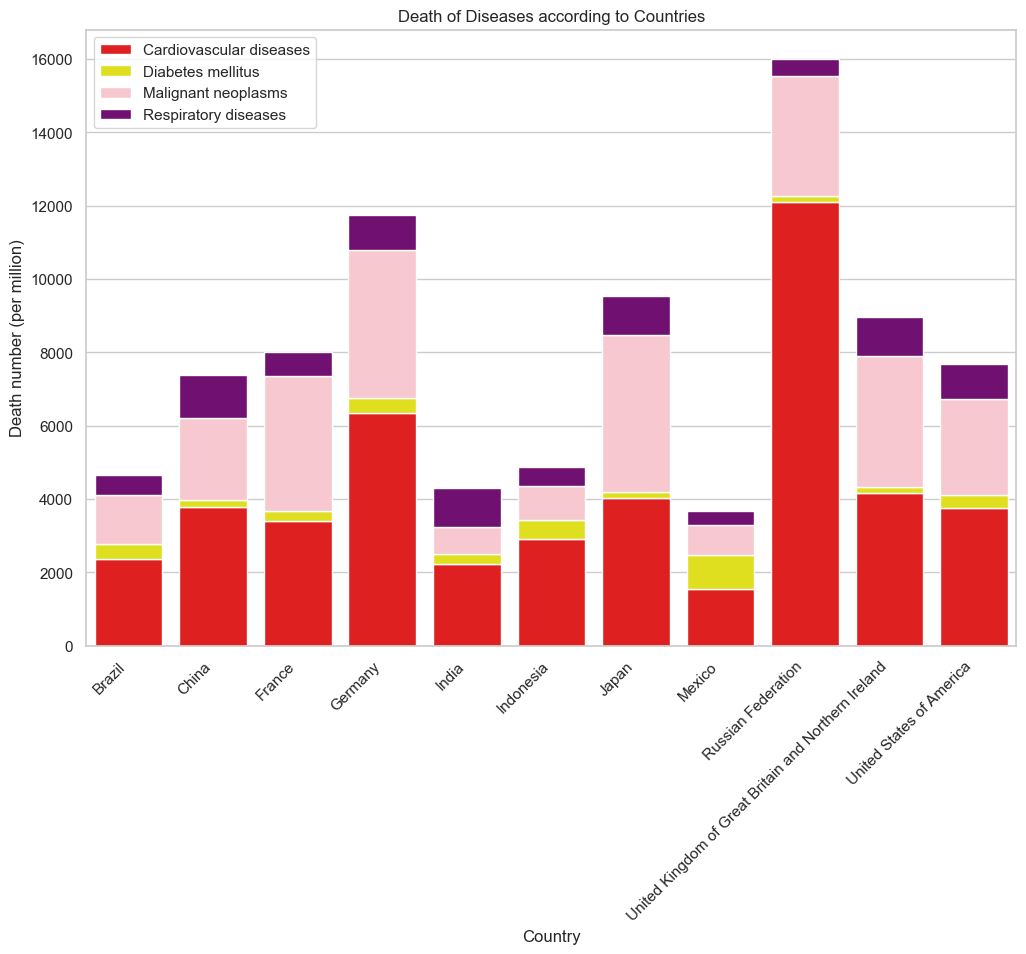 Death of Diseases according to Countries
Cardiovascular diseases
Diabetes mellitus
Malignant neoplasms
Respiratory diseases
Death number (per million)
16000
14000
12000
10000
8000
6000
4000
2000
0
Brazil
China
France
Germany
India
Indonesia
Japan
Mexico
Russian Federation
United Kingdom of Great Britain and Northern Ireland
United States of America
Country